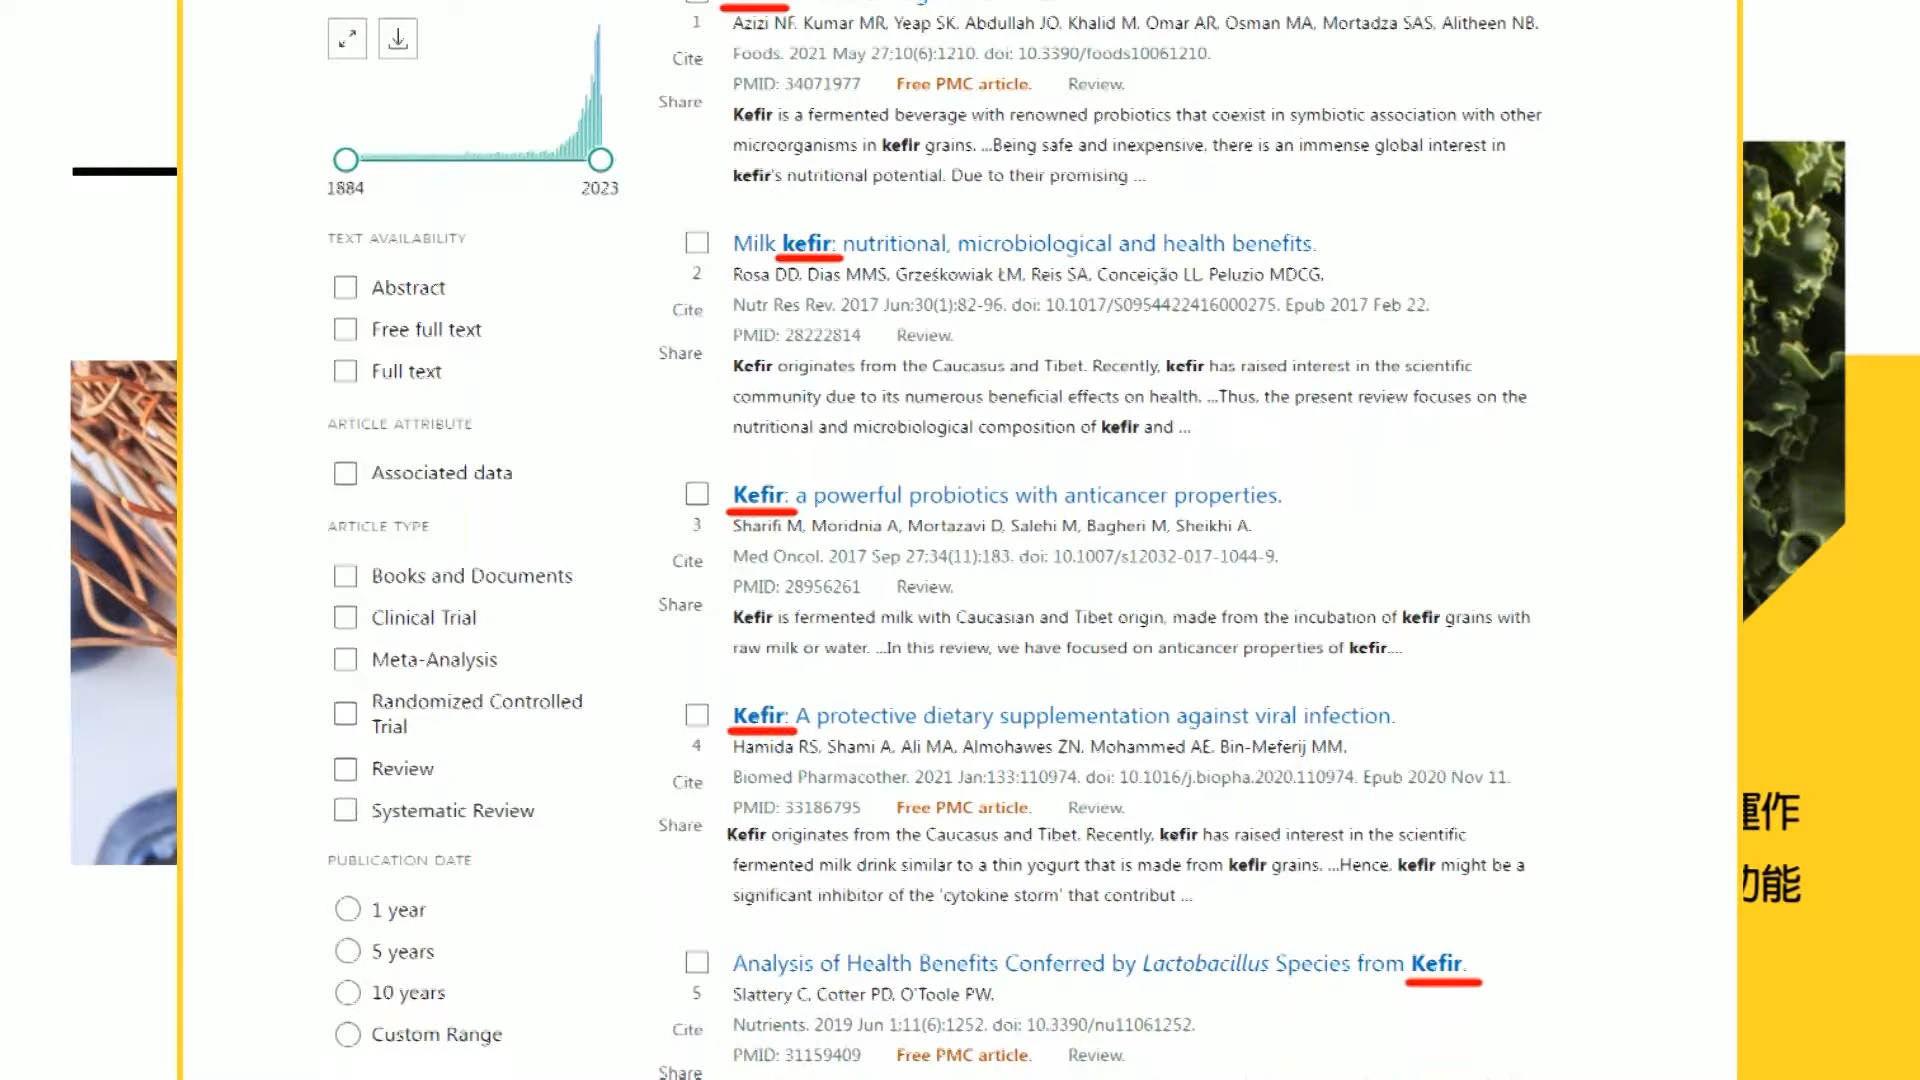 1884
2023
TEXT AVAILABILITY
Abstract
Free full text
Full text
ARTICLE ATTRIBUTE
Associated data
ARTICLE TYPE
Books and Documents
Clinical Trial
Meta-Analysis
Randomized Controlled
Trial
Review
Systematic Review
PUBLICATION DATE
1 year
5 years
10 years
Custom Range
1
Cite
Share
Azizi NF, Kumar MR, Yeap SK, Abdullah JO, Khalid M, Omar AR, Osman MA, Mortadza SAS, Alitheen NB.
Foods. 2021 May 27;10(6):1210. doi: 10.3390/foods10061210.
PMID: 34071977 Free PMC article. Review.
Kefir is a fermented beverage with renowned probiotics that coexist in symbiotic association with other
microorganisms in kefir grains. ...Being safe and inexpensive, there is an immense global interest in
kefir's nutritional potential. Due to their promising ...
2
Cite
Share
Milk kefir: nutritional, microbiological and health benefits.
Rosa DD, Dias MMS, Grześkowiak ŁM, Reis SA, Conceição LL, Peluzio MDCG.
Nutr Res Rev. 2017 Jun;30(1):82-96. doi: 10.1017/S0954422416000275. Epub 2017 Feb 22.
PMID: 28222814 Review.
Kefir originates from the Caucasus and Tibet. Recently, kefir has raised interest in the scientific
community due to its numerous beneficial effects on health. ...Thus, the present review focuses on the
nutritional and microbiological composition of kefir and ...
3
Cite
Share
Kefir: a powerful probiotics with anticancer properties.
Sharifi M, Moridnia A, Mortazavi D, Salehi M, Bagheri M, Sheikhi A.
Med Oncol. 2017 Sep 27;34(11):183. doi: 10.1007/s12032-017-1044-9.
PMID: 28956261 Review.
Kefir is fermented milk with Caucasian and Tibet origin, made from the incubation of kefir grains with
raw milk or water. ...In this review, we have focused on anticancer properties of kefir....
4
Cite
Share
Kefir: A protective dietary supplementation against viral infection.
Hamida RS, Shami A, Ali MA, Almohawes ZN, Mohammed AE, Bin-Meferij MM.
Biomed Pharmacother. 2021 Jan;133:110974. doi: 10.1016/j.biopha.2020.110974. Epub 2020 Nov 11.
PMID: 33186795 Free PMC article. Review.
Kefir originates from the Caucasus and Tibet. Recently, kefir has raised interest in the scientific
fermented milk drink similar to a thin yogurt that is made from kefir grains. ...Hence, kefir might be a
significant inhibitor of the 'cytokine storm' that contribut ...
5
Cite
Share
Analysis of Health Benefits Conferred by Lactobacillus Species from Kefir.
Slattery C, Cotter PD, O'Toole PW.
Nutrients. 2019 Jun 1;11(6):1252. doi: 10.3390/nu11061252.
PMID: 31159409 Free PMC article. Review.
運作
功能